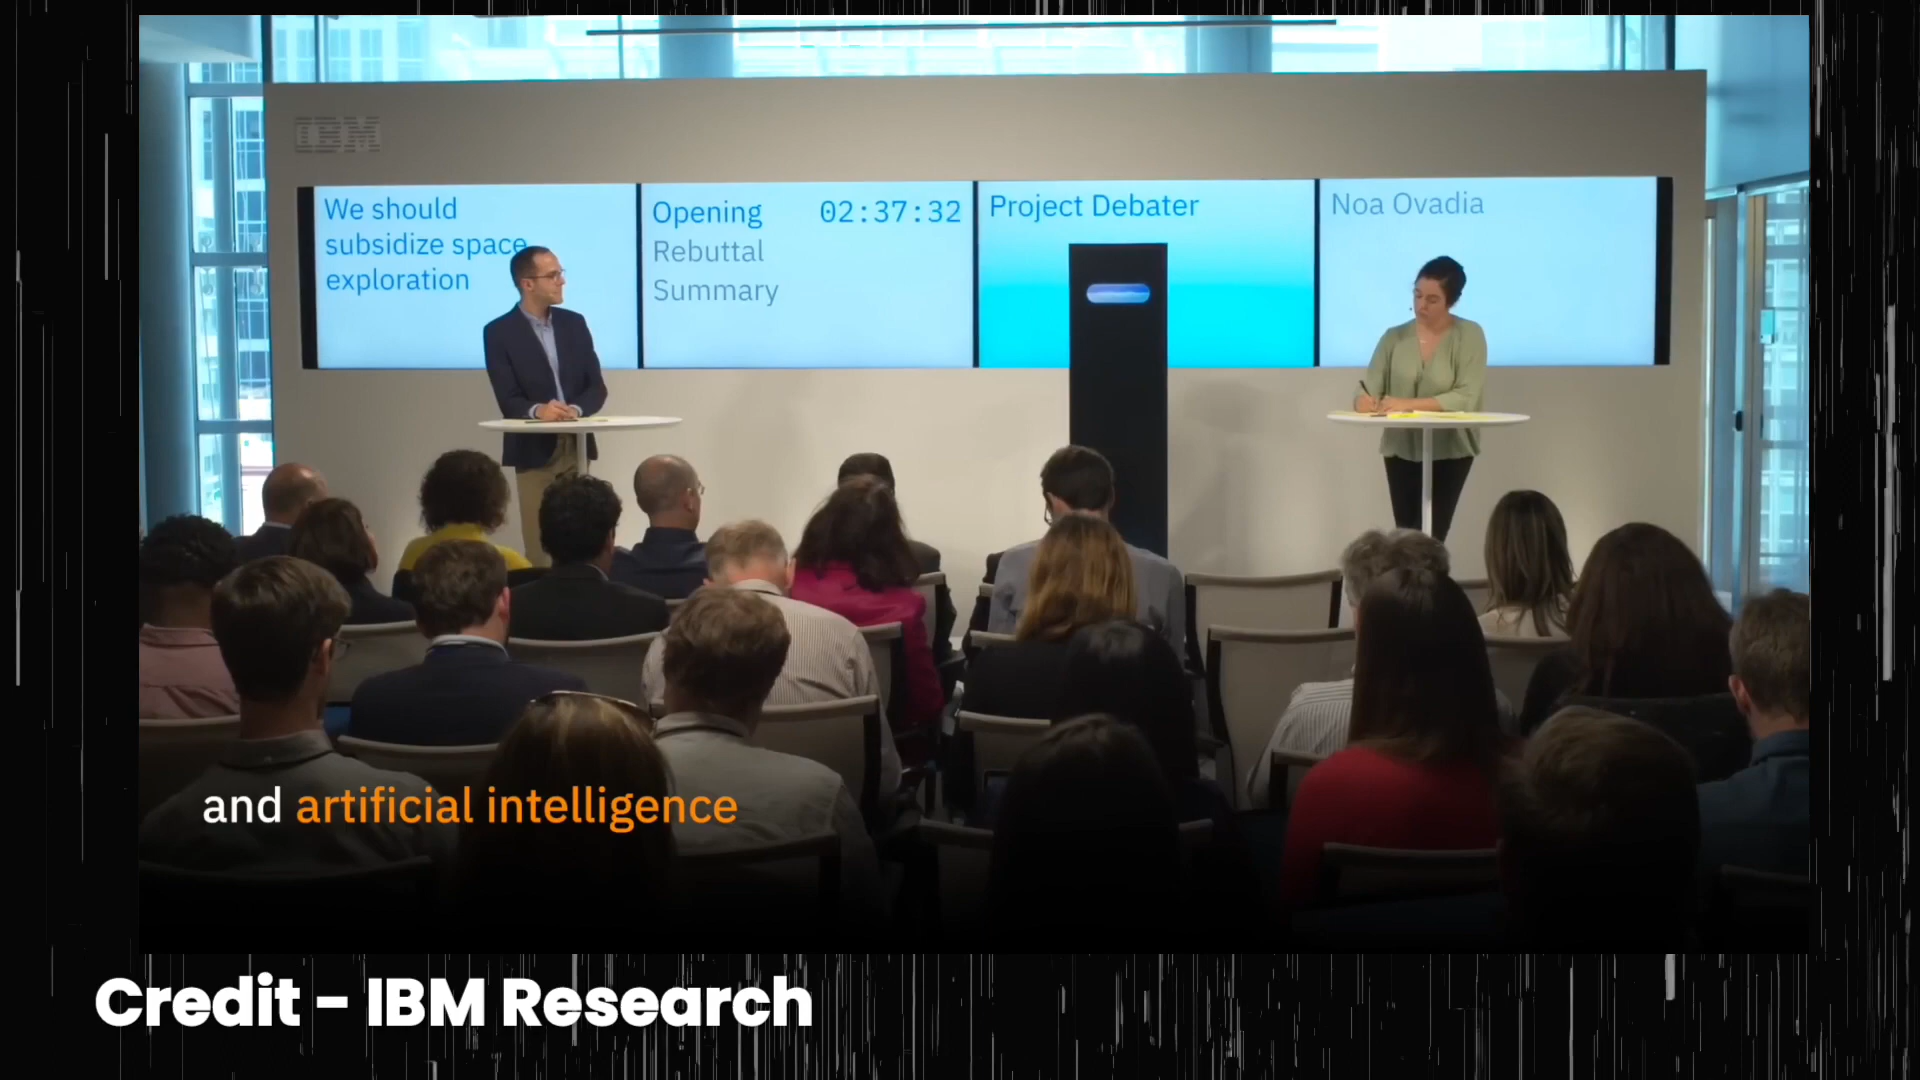 IBM
We should
subsidize space
exploration
Opening 02:37:32
Rebuttal
Summary
Project Debater
Noa Ovadia
and artificial intelligence
Credit - IBM Research